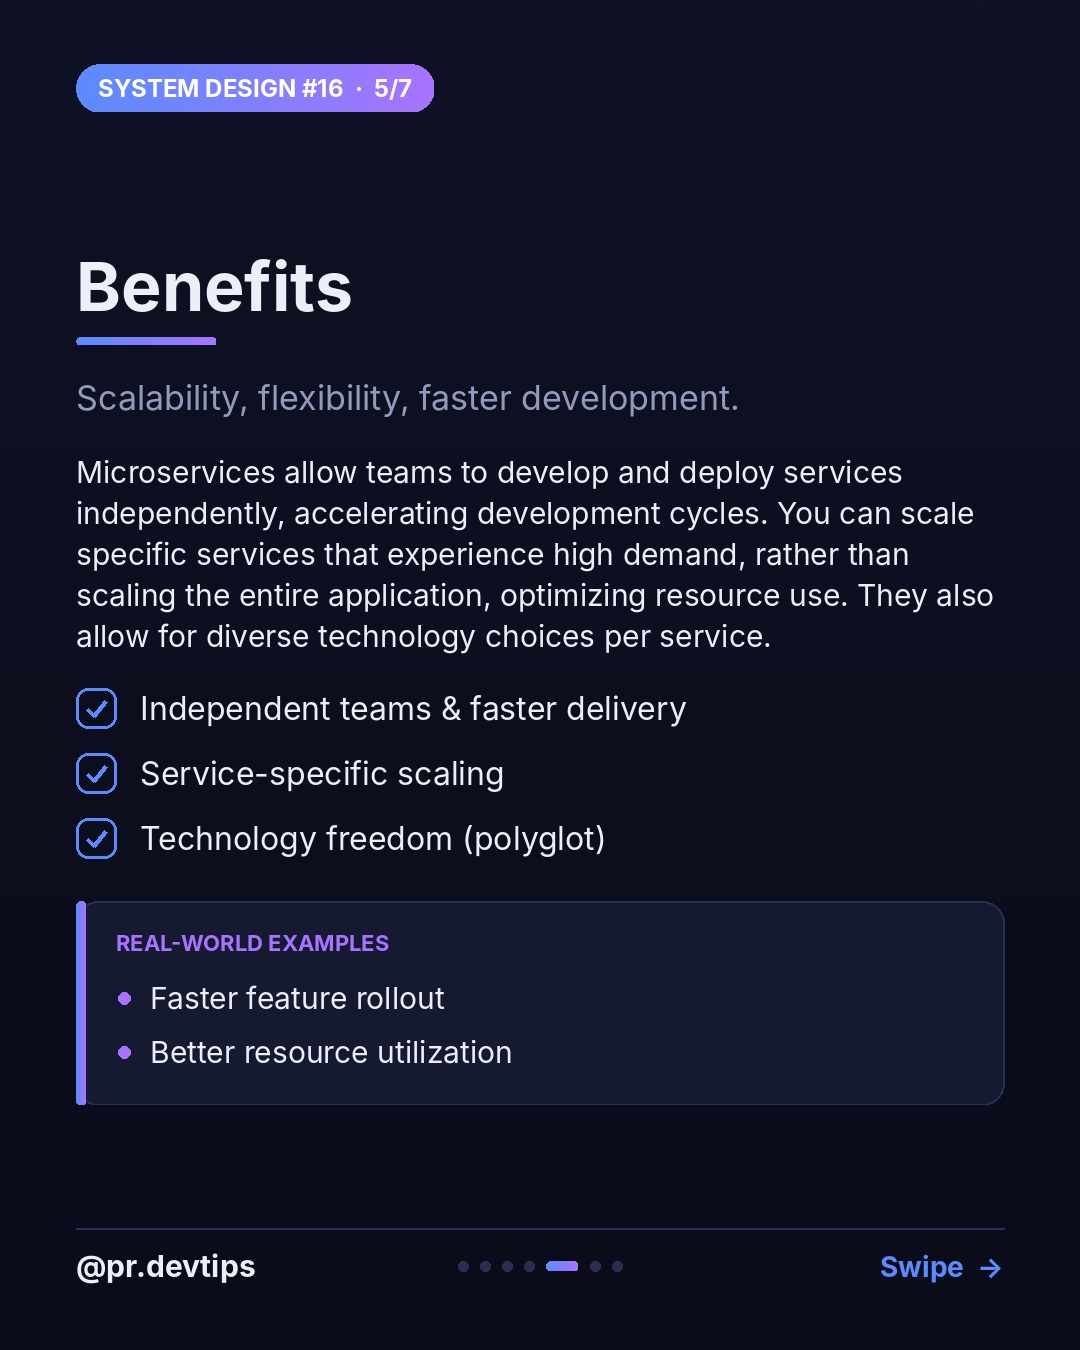 SYSTEM DESIGN #16 · 5/7
Benefits
Scalability, flexibility, faster development.
Microservices allow teams to develop and deploy services
independently, accelerating development cycles. You can scale
specific services that experience high demand, rather than
scaling the entire application, optimizing resource use. They also
allow for diverse technology choices per service.
Independent teams & faster delivery
Service-specific scaling
Technology freedom (polyglot)
REAL-WORLD EXAMPLES
Faster feature rollout
Better resource utilization
@pr.devtips
Swipe →